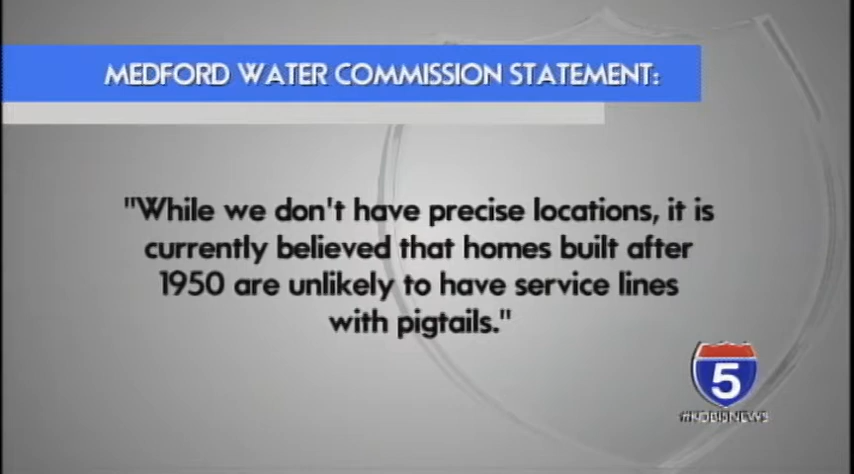 MEDFORD WATER COMMISSION STATEMENT:
"While we don't have precise locations, it is
currently believed that homes built after
1950 are unlikely to have service lines
with pigtails."
5
#KOBI5NEWS